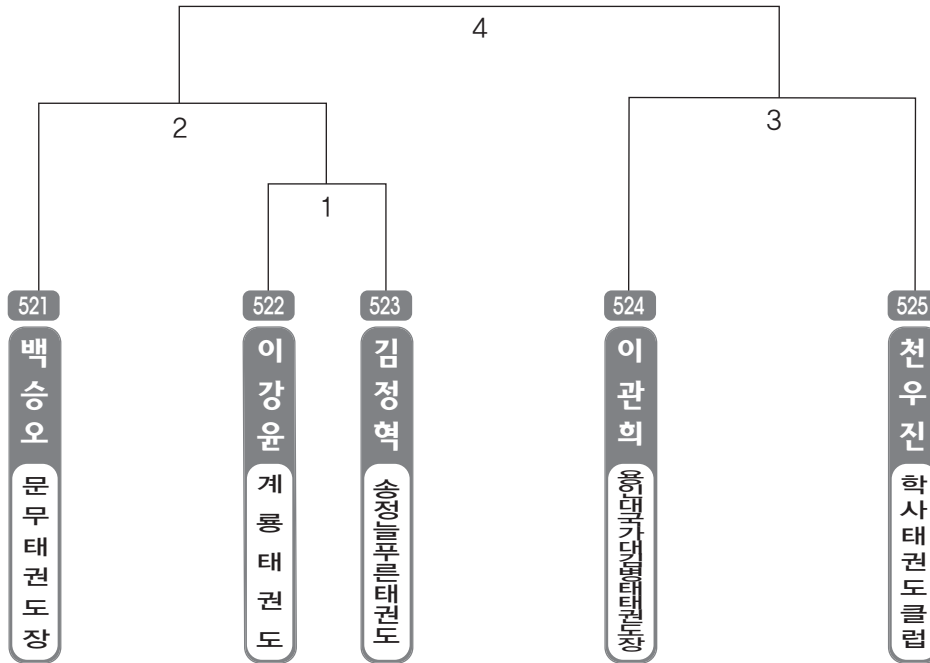 4
2
3
1
521
백승오
문무태권도장
522
이강윤
계룡태권도
523
김정혁
송정늘푸른태권도
524
이관희
용인대국가대김병태태권도장
525
천우진
학사태권도클럽